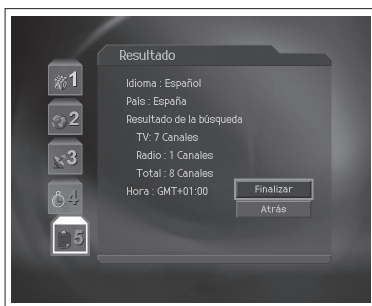 Resultado
1
2
3
4
5
Idioma : Español
País : España
Resultado de la búsqueda
TV: 7 Canales
Radio : 1 Canales
Total : 8 Canales
Hora : GMT+01:00
Finalizar
Atrás